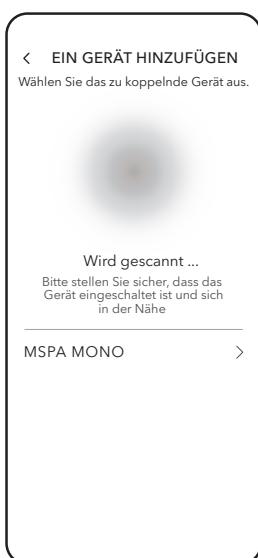 EIN GERÄT HINZUFÜGEN
Wählen Sie das zu koppelnde Gerät aus.
Wird gescannt ...
Bitte stellen Sie sicher, dass das
Gerät eingeschaltet ist und sich
in der Nähe
MSPA MONO